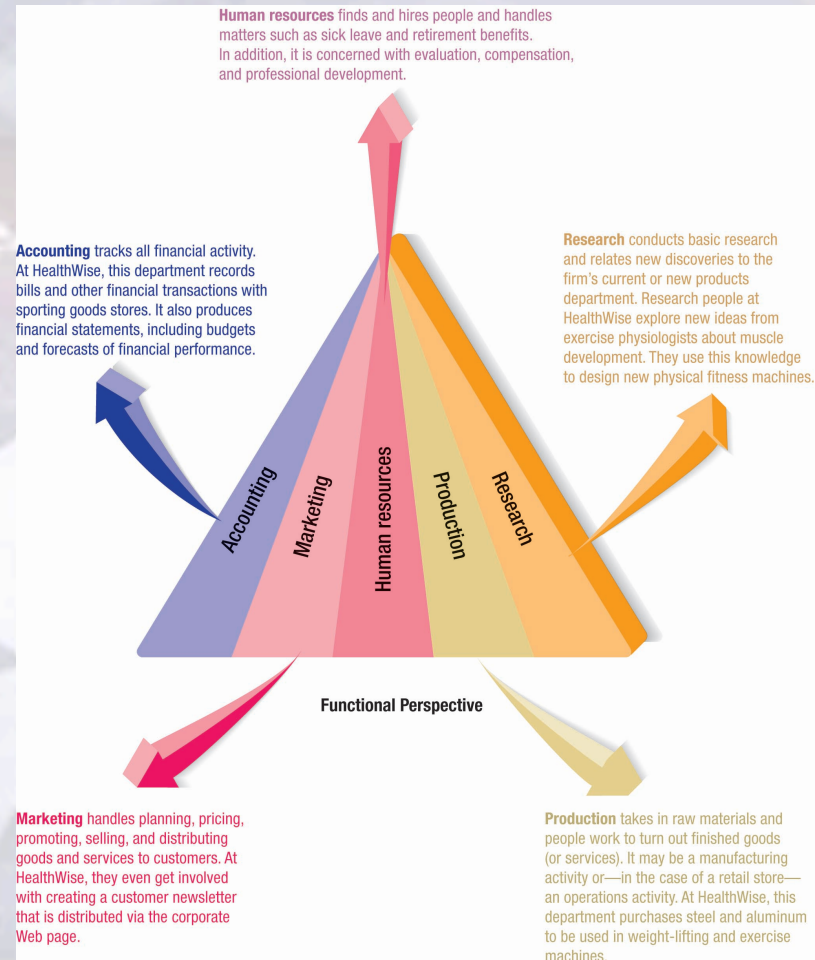 Human resources finds and hires people and handles
matters such as sick leave and retirement benefits.
In addition, it is concerned with evaluation, compensation,
and professional development.
Accounting tracks all financial activity.
At HealthWise, this department records
bills and other financial transactions with
sporting goods stores. It also produces
financial statements, including budgets
and forecasts of financial performance.
Research conducts basic research
and relates new discoveries to the
firm's current or new products
department. Research people at
HealthWise explore new ideas from
exercise physiologists about muscle
development. They use this knowledge
to design new physical fitness machines.
Accounting
Marketing
Human resources
Production
Research
Functional Perspective
Marketing handles planning, pricing,
promoting, selling, and distributing
goods and services to customers. At
HealthWise, they even get involved
with creating a customer newsletter
that is distributed via the corporate
Web page.
Production takes in raw materials and
people work to turn out finished goods
(or services). It may be a manufacturing
activity or—in the case of a retail store—
an operations activity. At HealthWise, this
department purchases steel and aluminum
to be used in weight-lifting and exercise
machines.